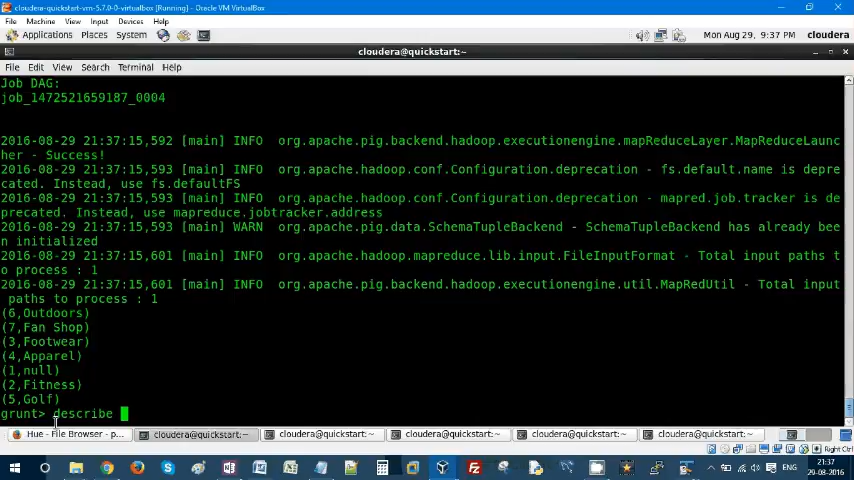 cloudera-quickstart-vm-5.7.0-0-virtualbox [Running] - Oracle VM VirtualBox
File Machine View Input Devices Help
Applications Places System Mon Aug 29, 9:37 PM cloudera
cloudera@quickstart:~
File Edit View Search Terminal Help
Job DAG:
job_1472521659187_0004
2016-08-29 21:37:15,592 [main] INFO org.apache.pig.backend.hadoop.executionengine.mapReduceLayer.MapReduceLaunc
her - Success!
2016-08-29 21:37:15,593 [main] INFO org.apache.hadoop.conf.Configuration.deprecation - fs.default.name is depre
cated. Instead, use fs.defaultFS
2016-08-29 21:37:15,593 [main] INFO org.apache.hadoop.conf.Configuration.deprecation - mapred.job.tracker is de
precated. Instead, use mapreduce.jobtracker.address
2016-08-29 21:37:15,593 [main] WARN org.apache.pig.data.SchemaTupleBackend - SchemaTupleBackend has already bee
n initialized
2016-08-29 21:37:15,601 [main] INFO org.apache.hadoop.mapreduce.lib.input.FileInputFormat - Total input paths t
o process : 1
2016-08-29 21:37:15,601 [main] INFO org.apache.pig.backend.hadoop.executionengine.util.MapRedUtil - Total input
paths to process : 1
(6,Outdoors)
(7,Fan Shop)
(3,Footwear)
(4,Apparel)
(1,null)
(2,Fitness)
(5,Golf)
grunt> describe
Hue - File Browser - p... cloudera@quickstart:~ cloudera@quickstart:~ cloudera@quickstart:~ cloudera@quickstart:~ cloudera@quickstart:~
Right Ctrl
ENG 21:37
29-08-2016